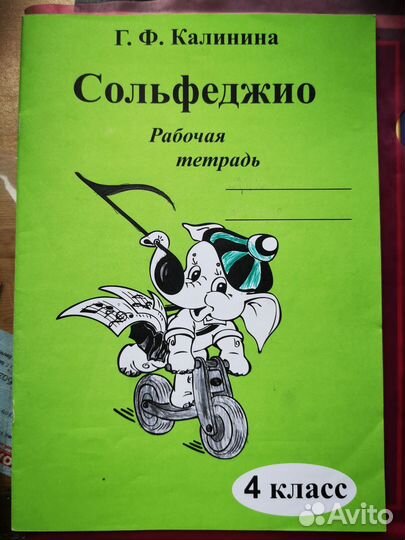 Г. Ф. Калинина
Сольфеджио
Рабочая
тетрадь
4 класс
Avito